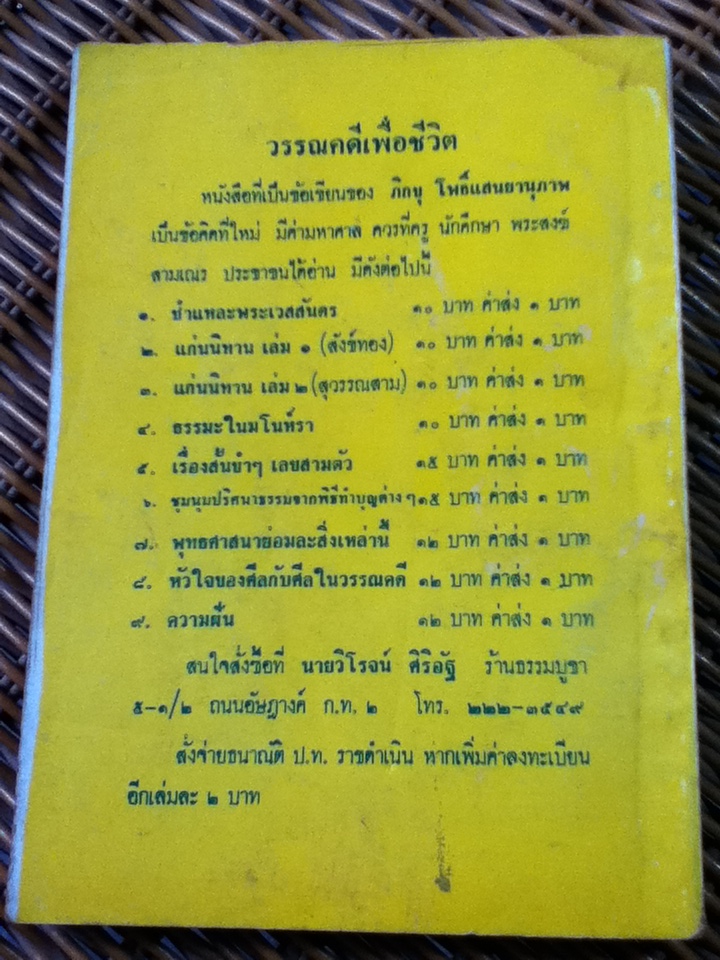 วรรณคดีเพื่อชีวิต
หนังสือที่เป็นข้อเขียนของ ภิกขุ โพธิ์แสนยานุภาพ
เป็นข้อคิดที่ใหม่ มีค่ามหาศาล ควรที่ครู นักศึกษา พระสงฆ์
สามเณร ประชาชนได้อ่าน มีดังต่อไปนี้
๑. ชำแหละพระเวสสันดร ๑๐ บาท ค่าส่ง ๑ บาท
๒. แก่นนิทาน เล่ม ๑ (สังข์ทอง) ๑๐ บาท ค่าส่ง ๑ บาท
๓. แก่นนิทาน เล่ม ๒ (สุวรรณสาม) ๑๐ บาท ค่าส่ง ๑ บาท
๔. ธรรมะในมโนห์รา ๑๐ บาท ค่าส่ง ๑ บาท
๕. เรื่องสั้นขำๆ เลขสามตัว ๑๕ บาท ค่าส่ง ๑ บาท
๖. ชุมนุมปริศนาธรรมจากพิธีทำบุญต่าง ๆ ๑๕ บาท ค่าส่ง ๑ บาท
๗. พุทธศาสนาย่อมละสิ่งเหล่านี้ ๑๒ บาท ค่าส่ง ๑ บาท
๘. หัวใจของศีลกับศีลในวรรณคดี ๑๒ บาท ค่าส่ง ๑ บาท
๙. ความฝัน ๑๒ บาท ค่าส่ง ๑ บาท
สนใจสั่งซื้อที่ นายวิโรจน์ ศิริอัฐ ร้านธรรมบูชา
๕-๑/๒ ถนนอัษฎางค์ ก.ท. ๒ โทร. ๒๒๒-๓๕๔๙
สั่งจ่ายธนาณัติ ป.ท. ราชดำเนิน หากเพิ่มค่าลงทะเบียน
อีกเล่มละ ๒ บาท